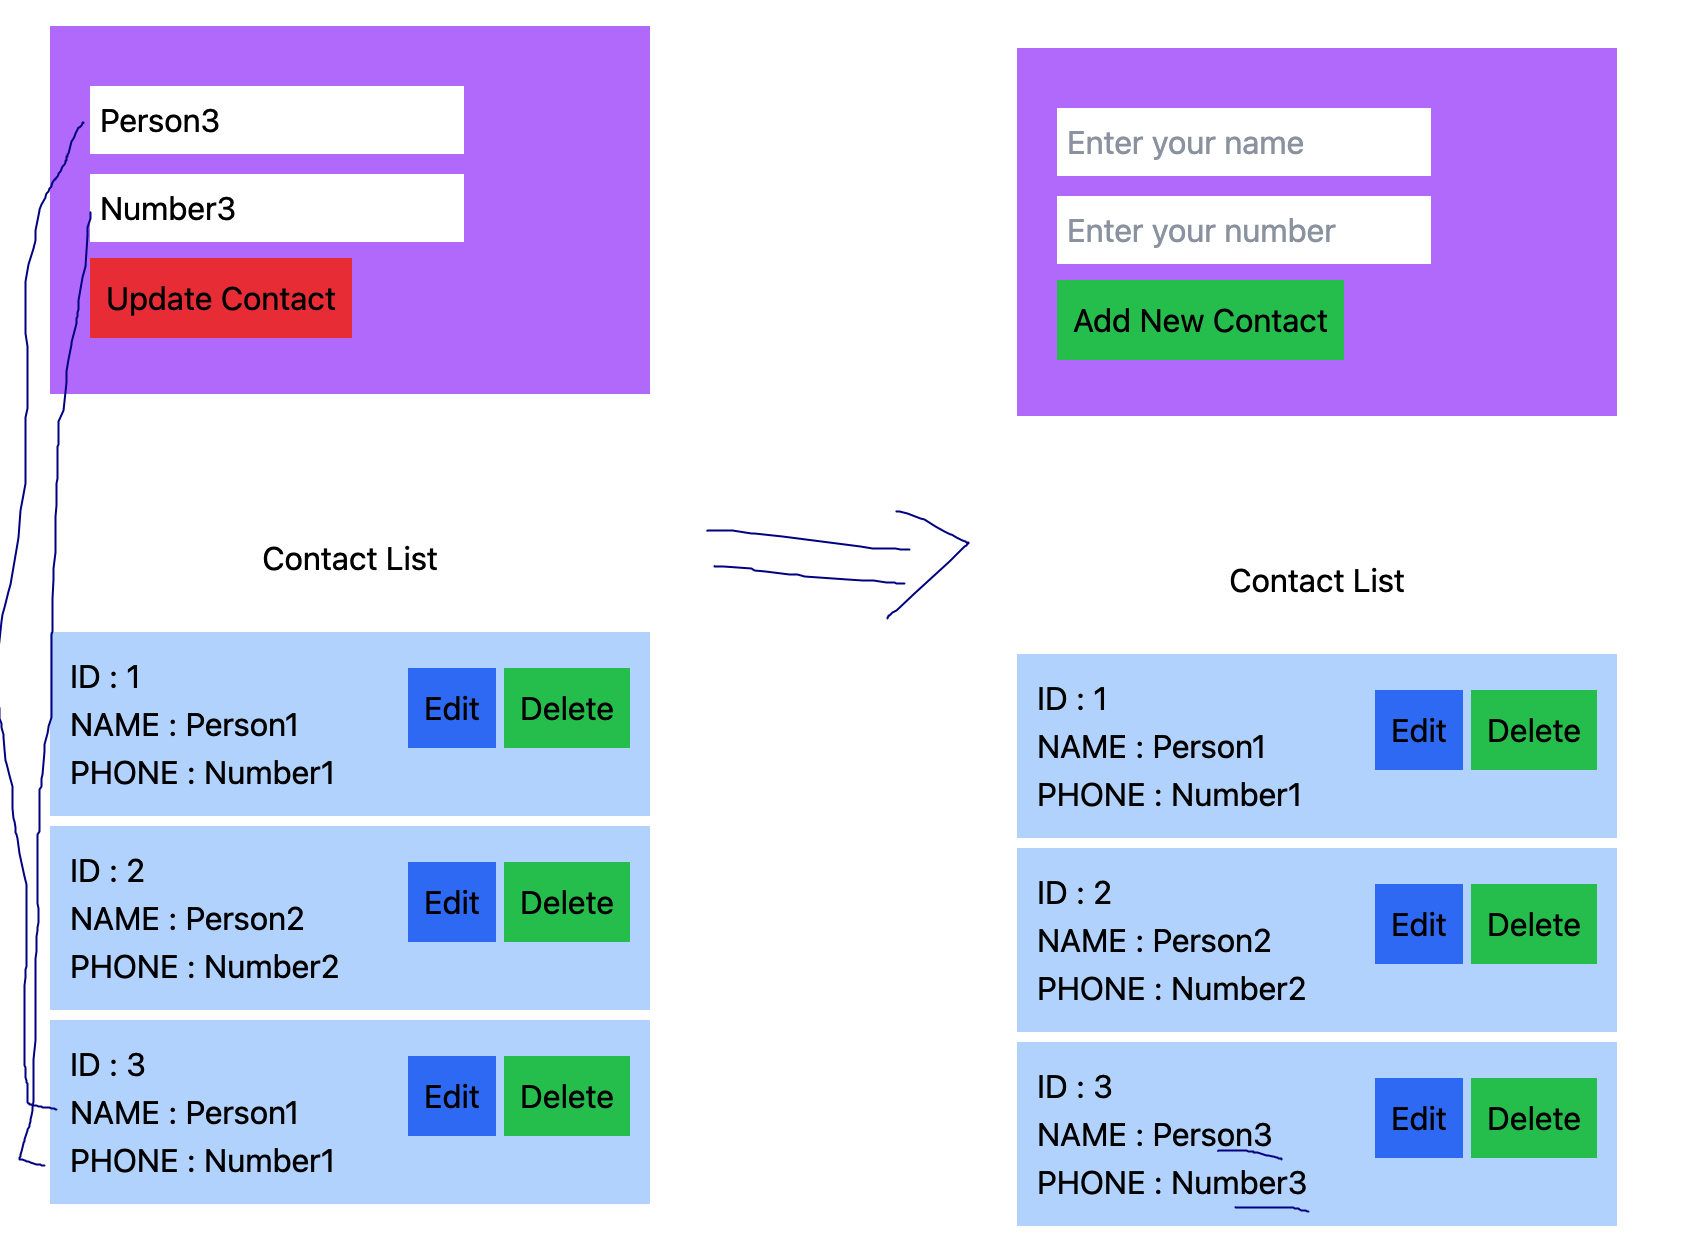 Person3
Number3
Update Contact
Contact List
ID : 1
NAME : Person1
PHONE : Number1
Edit
Delete
ID : 2
NAME : Person2
PHONE : Number2
Edit
Delete
ID : 3
NAME : Person1
PHONE : Number1
Edit
Delete
Enter your name
Enter your number
Add New Contact
Contact List
ID : 1
NAME : Person1
PHONE : Number1
Edit
Delete
ID : 2
NAME : Person2
PHONE : Number2
Edit
Delete
ID : 3
NAME : Person3
PHONE : Number3
Edit
Delete